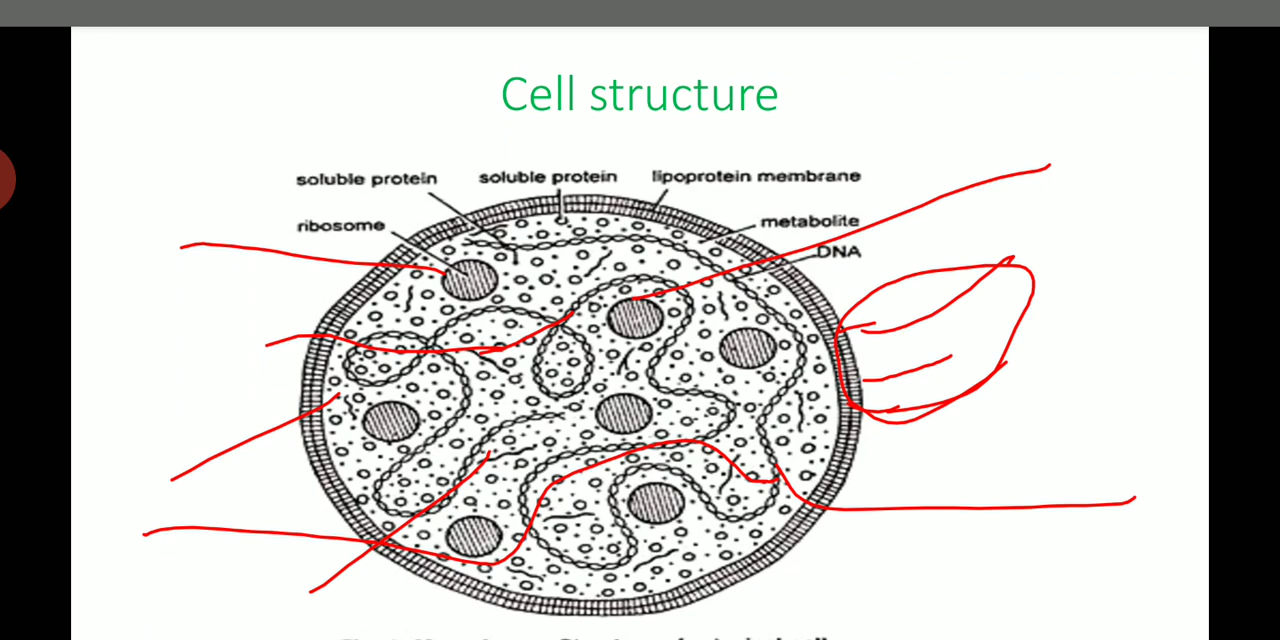 Cell structure
soluble protein soluble protein lipoprotein membrane
ribosome metabolite
DNA